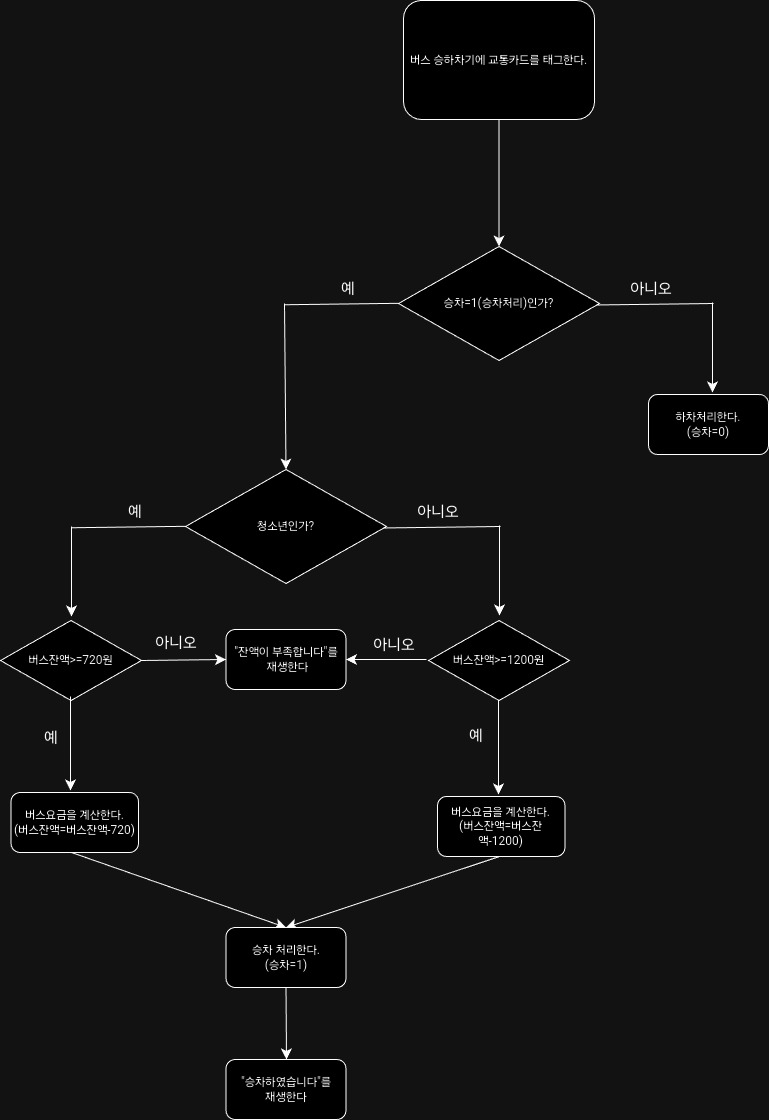 버스 승하차기에 교통카드를 태그한다.
예
아니오
승차=1(승차처리)인가?
하차처리한다.
(승차=0)
예
아니오
청소년인가?
아니오
아니오
버스잔액>=720원
"잔액이 부족합니다"를
재생한다
버스잔액>=1200원
예
예
버스요금을 계산한다.
(버스잔액=버스잔액-720)
버스요금을 계산한다.
(버스잔액=버스잔
액-1200)
승차 처리한다.
(승차=1)
"승차하였습니다"를
재생한다